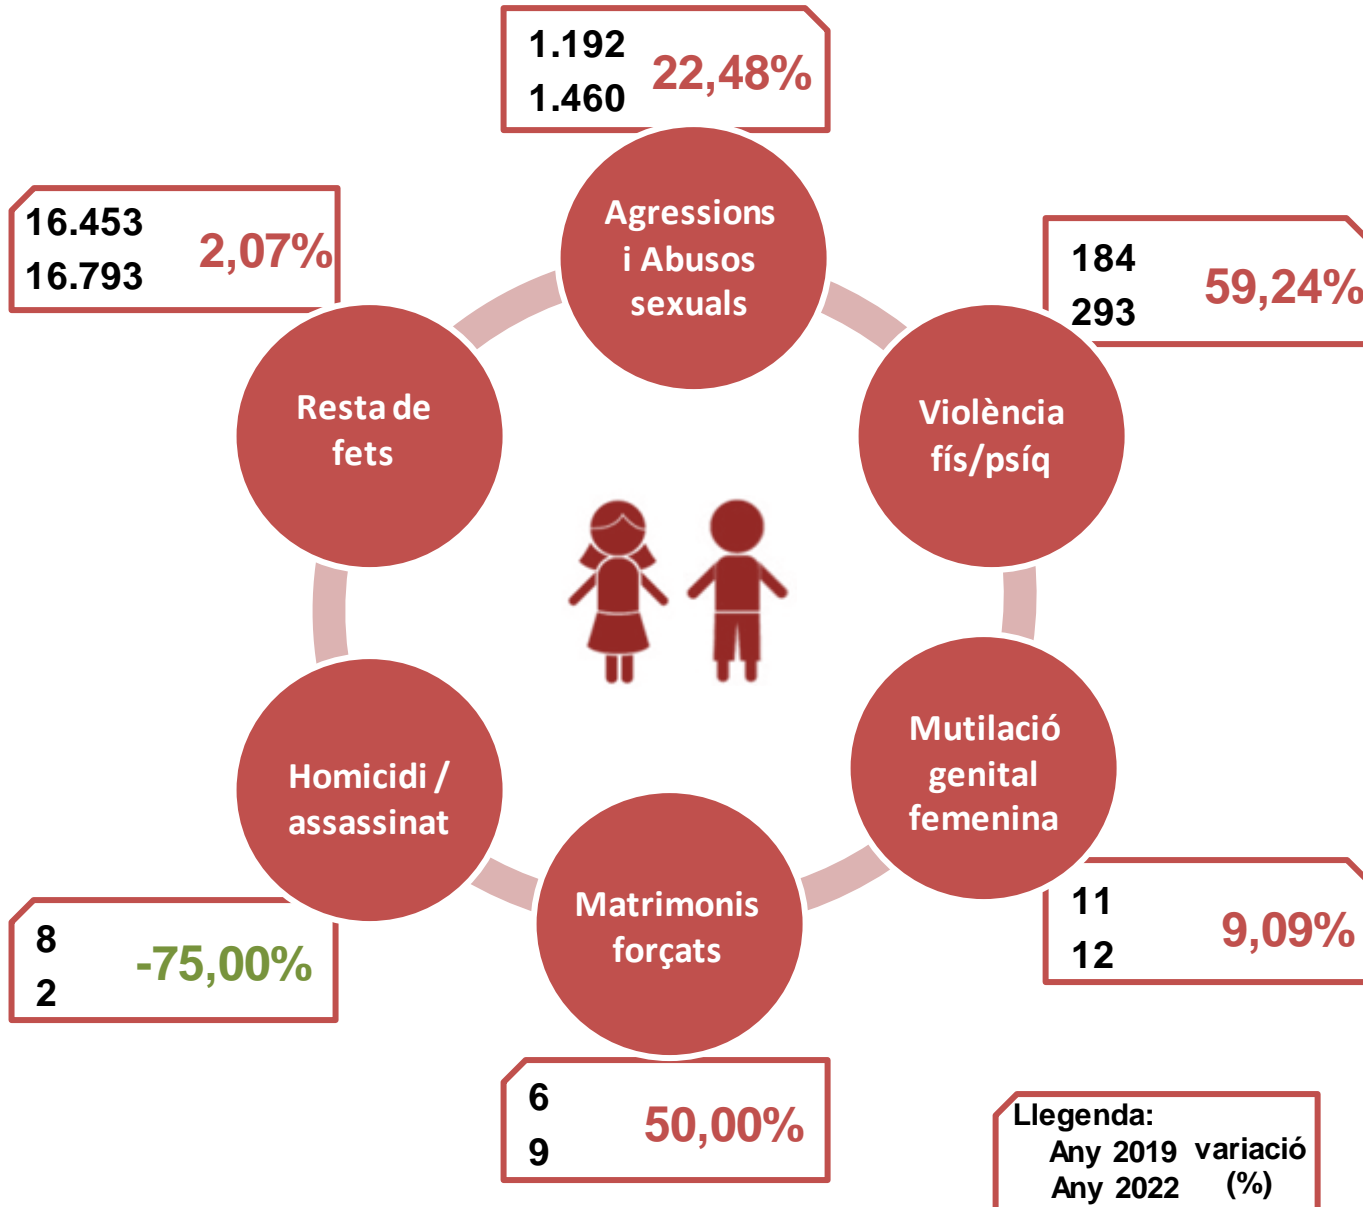 1.192
1.460
22,48%
Agressions
i Abusos
sexuals
184
293
59,24%
Violència
fís/psíq
11
12
9,09%
Mutilació
genital
femenina
6
9
50,00%
Matrimonis
forçats
8
2
-75,00%
Homicidi /
assassinat
16.453
16.793
2,07%
Resta de
fets
Llegenda:
Any 2019 variació
Any 2022 (%)